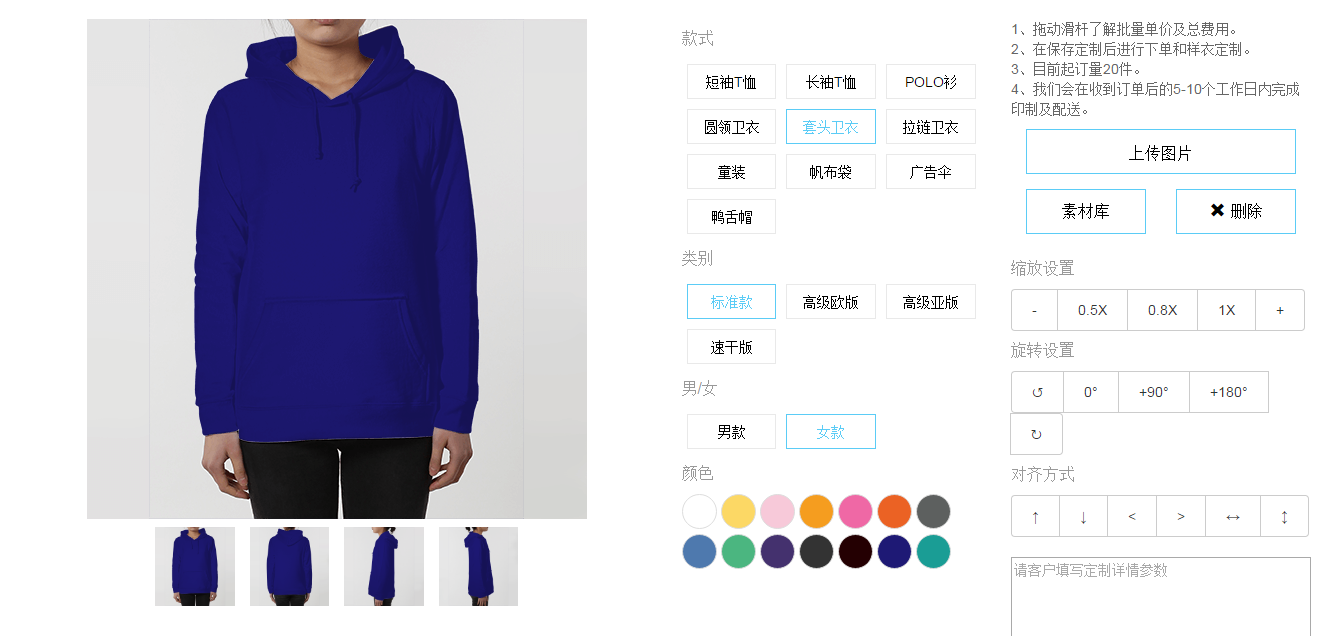 款式
短袖T恤
长袖T恤
POLO衫
圆领卫衣
套头卫衣
拉链卫衣
童装
帆布袋
广告伞
鸭舌帽
类别
标准款
高级欧版
高级亚版
速干版
男/女
男款
女款
颜色
1、拖动滑杆了解批量单价及总费用。
2、在保存定制后进行下单和样衣定制。
3、目前起订量20件。
4、我们会在收到订单后的5-10个工作日内完成
印制及配送。
上传图片
素材库
✖ 删除
缩放设置
-
0.5X
0.8X
1X
+
旋转设置
↺
0°
+90°
+180°
↻
对齐方式
↑
↓
<
>
↔
↕
请客户填写定制详情参数